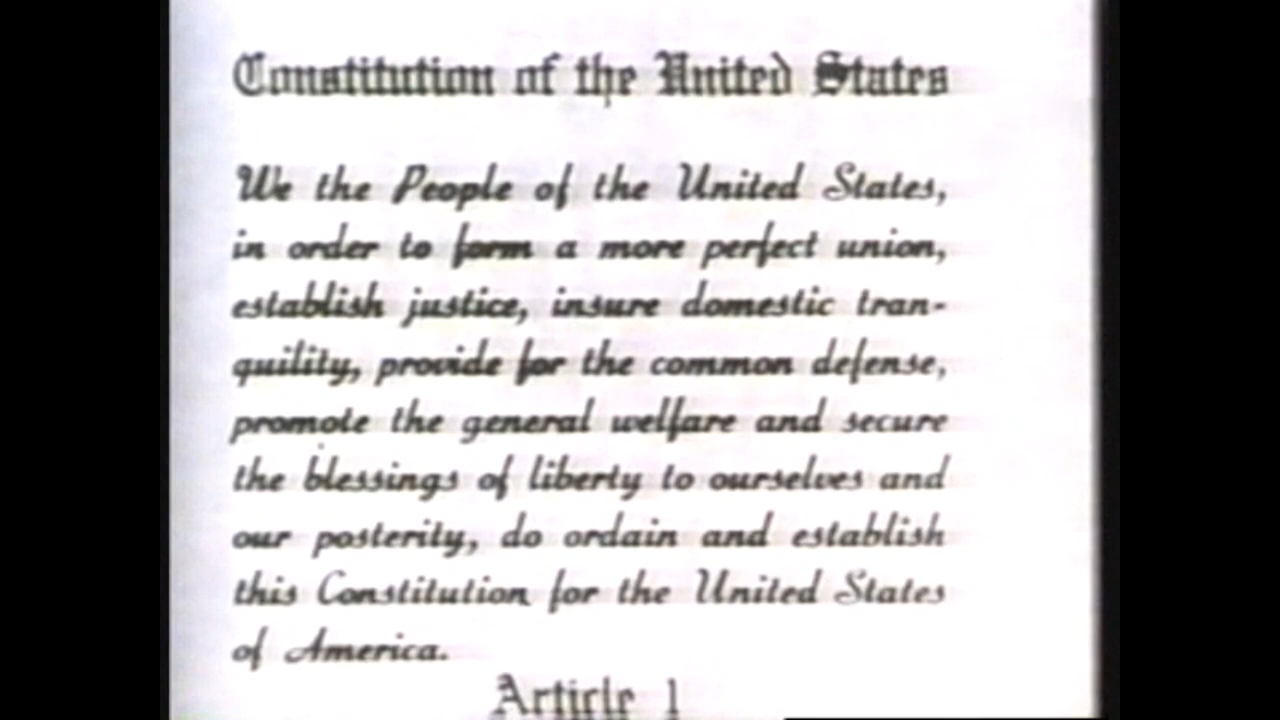 Constitution of the United States
We the People of the United States,
in order to form a more perfect union,
establish justice, insure domestic tran-
quility, provide for the common defense,
promote the general welfare and secure
the blessings of liberty to ourselves and
our posterity, do ordain and establish
this Constitution for the United States
of America.
Article 1